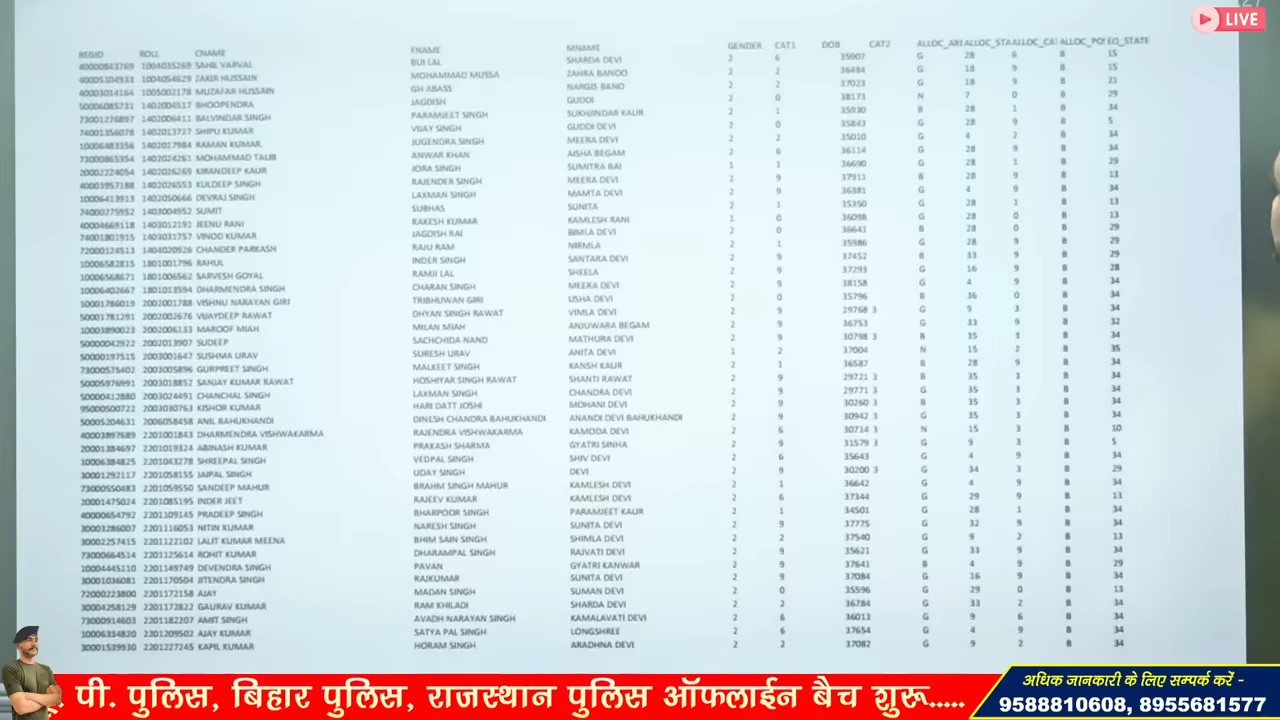 LIVE
REGID ROLL CNAME FNAME MNAME GENDER CAT1 DOB CAT2 ALLOC_ARE ALLOC_STA ALLOC_CAT ALLOC_POS EQ_STATE
40000843769 1004035269 SAHIL VARVAL BUI LAL SHARDA DEVI 2 6 35907 G 28 6 B 15
40005104933 1004054629 ZAKIR HUSSAIN MOHAMMAD MUSSA ZAHRA BANOO 2 2 36484 G 18 9 B 15
40003014164 1005002178 MUZAFAR HUSSAIN GH ABASS NARGIS BANO 2 2 37023 G 18 9 B 21
50006085731 1402004517 BHOOPENDRA JAGDISH GUDDI 2 0 38173 N 7 0 B 29
73001276897 1402006411 BALVINDAR SINGH PARAMJEET SINGH SUKHJINDAR KAUR 2 1 35930 B 28 1 B 34
74001356078 1402013727 SHIPU KUMAR VIJAY SINGH GUDDI DEVI 2 0 35843 G 28 9 B 5
10006483356 1402017984 RAMAN KUMAR. JUGENDRA SINGH MEERA DEVI 2 2 35010 G 4 2 B 34
73000865354 1402024261 MOHAMMAD TALIB ANWAR KHAN AISHA BEGAM 2 6 36114 G 28 9 B 34
20002224054 1402026269 KIRANDEEP KAUR JORA SINGH SUMITRA BAI 1 1 36690 G 28 1 B 29
40003957188 1402026553 KULDEEP SINGH RAJENDER SINGH MEERA DEVI 2 9 37911 B 28 9 B 13
10006413913 1402050666 DEVRAJ SINGH LAXMAN SINGH MAMTA DEVI 2 9 36381 G 4 9 B 34
74000275952 1403004952 SUMIT SUBHAS SUNITA 2 1 35350 G 28 1 B 13
40004669118 1403012191 JEENU RANI RAKESH KUMAR KAMLESH RANI 1 0 36098 G 28 0 B 13
74001801915 1403031757 VINOD KUMAR JAGDISH RAI BIMLA DEVI 2 0 36641 B 28 0 B 29
72000124513 1404020926 CHANDER PARKASH RAJU RAM NIRMLA 2 1 35986 G 28 9 B 29
10006582815 1801001796 RAHUL INDER SINGH SANTARA DEVI 2 9 37452 B 33 9 B 29
10006568671 1801006562 SARVESH GOYAL RAMJI LAL SHEELA 2 9 37293 G 16 9 B 28
10006402667 1801013594 DHARMENDRA SINGH CHARAN SINGH MEERA DEVI 2 9 38158 G 4 9 B 34
10001786019 2002001788 VISHNU NARAYAN GIRI TRIBHUWAN GIRI USHA DEVI 2 0 35796 B 36 0 B 34
50001781291 2002002676 VIJAYDEEP RAWAT DHYAN SINGH RAWAT VIMLA DEVI 2 9 29768 3 G 9 3 B 34
10003890023 2002006133 MAROOF MIAH MILAN MIAH ANJUWARA BEGAM 2 9 36753 G 33 9 B 32
50000042922 2002013907 SUDEEP SACHCHIDA NAND MATHURA DEVI 2 9 30798 3 B 35 3 B 34
50000197515 2003001647 SUSHMA URAV SURESH URAV ANITA DEVI 1 2 37004 N 15 2 B 35
73000575402 2003005896 GURPREET SINGH MALKEET SINGH KANSH KAUR 2 1 36587 B 28 9 B 34
50005976991 2003018852 SANJAY KUMAR RAWAT HOSHIYAR SINGH RAWAT SHANTI RAWAT 2 9 29721 3 B 35 3 B 34
50000412880 2003024491 CHANCHAL SINGH LAXMAN SINGH CHANDRA DEVI 2 9 29771 3 G 35 3 B 34
95000500722 2003030763 KISHOR KUMAR HARI DATT JOSHI MOHANI DEVI 2 9 30260 3 B 35 3 B 34
50005204631 2006058458 ANIL BAHUKHANDI DINESH CHANDRA BAHUKHANDI ANANDI DEVI BAHUKHANDI 2 9 30942 3 G 35 3 B 34
40003897689 2201001843 DHARMENDRA VISHWAKARMA RAJENDRA VISHWAKARMA KAMODA DEVI 2 6 30714 3 N 15 3 B 10
20001384697 2201019324 ABINASH KUMAR PRAKASH SHARMA GYATRI SINHA 2 9 31579 3 G 9 3 B 5
10006384825 2201043278 SHREEPAL SINGH VEDPAL SINGH SHIV DEVI 2 6 35643 G 4 9 B 34
30001292117 2201058155 JAIPAL SINGH UDAY SINGH DEVI 2 9 30200 3 G 34 3 B 29
73000550483 2201059550 SANDEEP MAHUR BRAHM SINGH MAHUR KAMLESH DEVI 2 1 36642 G 4 9 B 34
20001475024 2201085195 INDER JEET RAJEEV KUMAR KAMLESH DEVI 2 6 37344 G 29 9 B 13
40000654792 2201109145 PRADEEP SINGH BHARPOOR SINGH PARAMJEET KAUR 2 1 34501 G 28 1 B 34
30003286007 2201116053 NITIN KUMAR NARESH SINGH SUNITA DEVI 2 9 37775 G 32 9 B 34
30002257415 2201122102 LALIT KUMAR MEENA BHIM SAIN SINGH SHIMLA DEVI 2 2 37540 G 9 2 B 13
73000664514 2201125614 ROHIT KUMAR DHARAMPAL SINGH RAJVATI DEVI 2 9 35621 G 33 9 B 34
10004445110 2201149749 DEVENDRA SINGH PAVAN GYATRI KANWAR 2 9 37641 B 4 9 B 29
30001036081 2201170504 JITENDRA SINGH RAJKUMAR SUNITA DEVI 2 9 37084 G 16 9 B 34
72000223800 2201172158 AJAY MADAN SINGH SUMAN DEVI 2 0 35596 G 29 0 B 13
30004258129 2201172822 GAURAV KUMAR RAM KHILADI SHARDA DEVI 2 2 36784 G 33 2 B 34
73000914603 2201182207 AMIT SINGH AVADH NARAYAN SINGH KAMALAVATI DEVI 2 6 36013 G 9 6 B 34
10006334820 2201209502 AJAY KUMAR SATYA PAL SINGH LONGSHREE 2 6 37654 G 4 9 B 34
30001539930 2201227245 KAPIL KUMAR HORAM SINGH ARADHNA DEVI 2 2 37082 G 9 2 B 34
पी. पुलिस, बिहार पुलिस, राजस्थान पुलिस ऑफलाईन बैच शुरू.....
अधिक जानकारी के लिए सम्पर्क करें -
9588810608, 8955681577